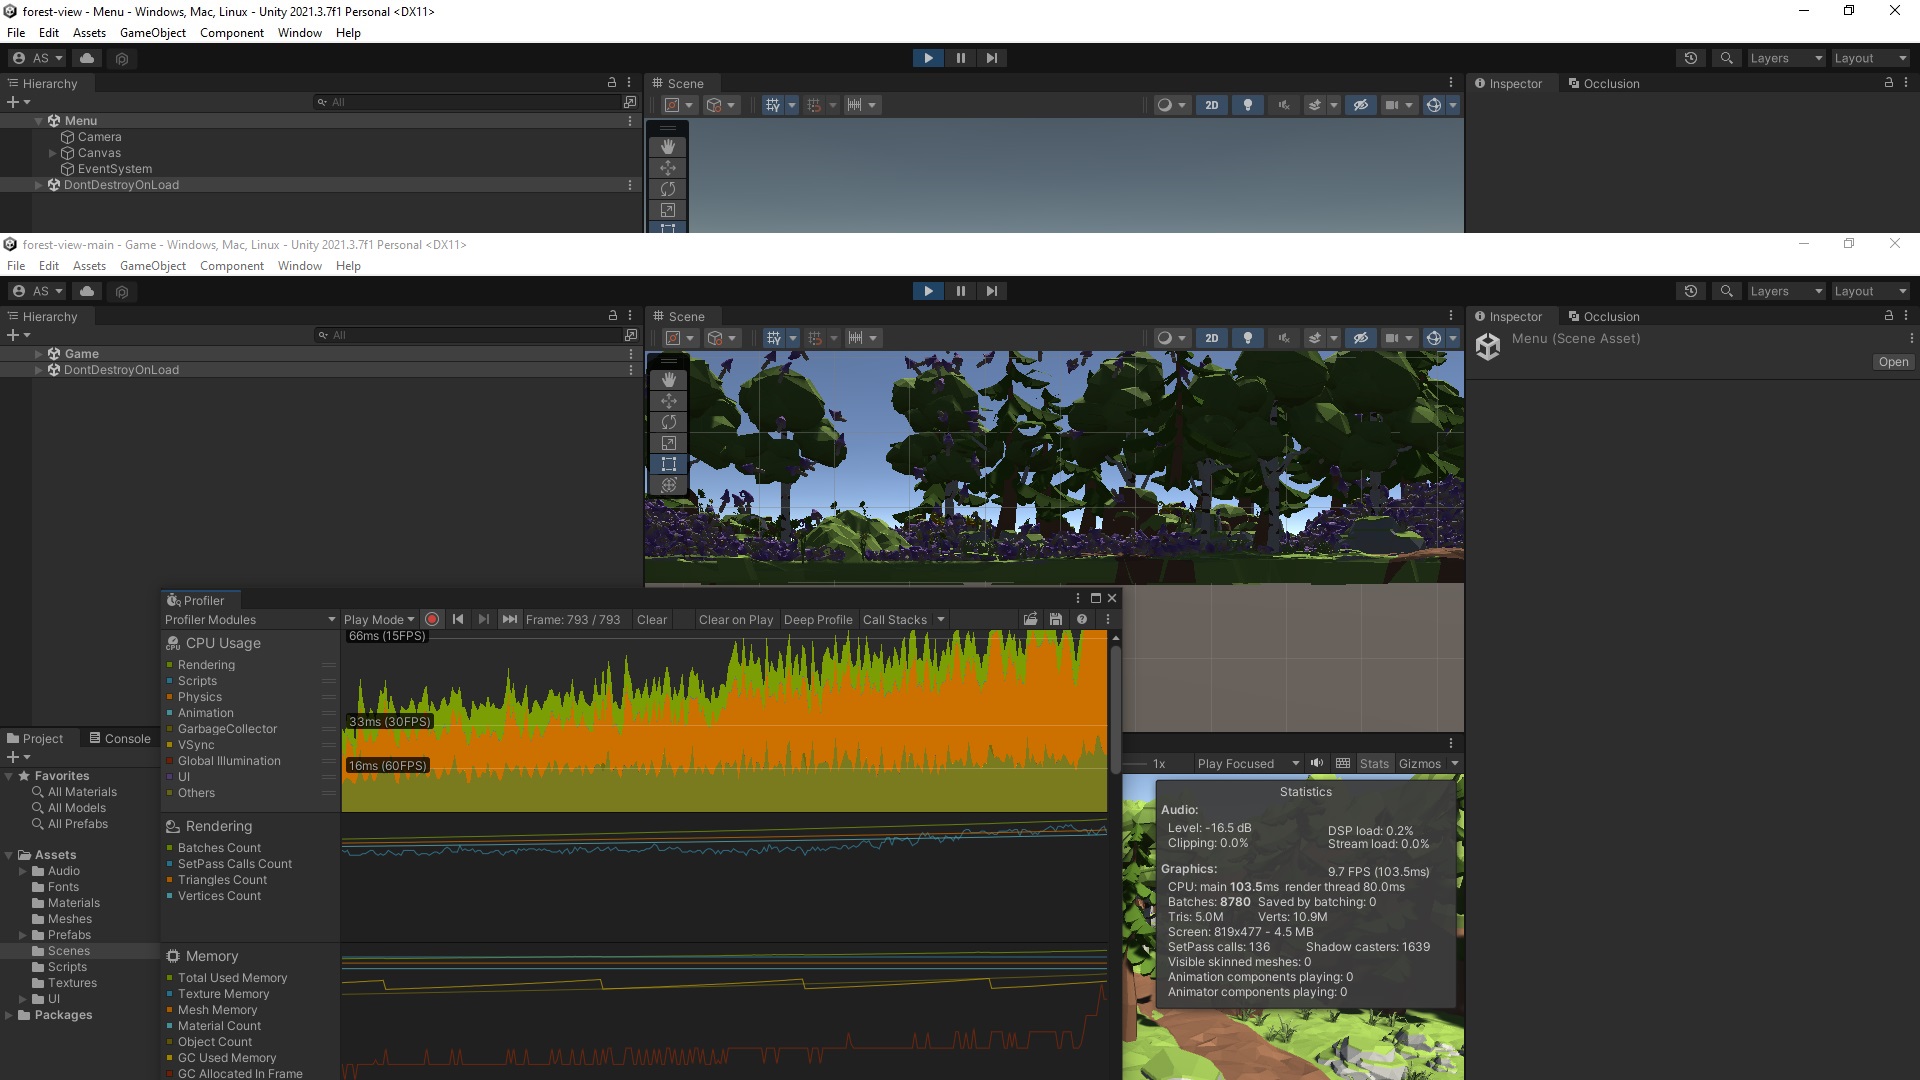 forest-view - Menu - Windows, Mac, Linux - Unity 2021.3.7f1 Personal <DX11>
File Edit Assets GameObject Component Window Help
AS Layers Layout
Hierarchy Scene Inspector Occlusion
All 2D
Menu
Camera
Canvas
EventSystem
DontDestroyOnLoad
forest-view-main - Game - Windows, Mac, Linux - Unity 2021.3.7f1 Personal <DX11>
File Edit Assets GameObject Component Window Help
AS Layers Layout
Hierarchy Scene Inspector Occlusion
All 2D Menu (Scene Asset)
Game
Open
DontDestroyOnLoad
Profiler
Profiler Modules Play Mode Frame: 793 / 793 Clear Clear on Play Deep Profile Call Stacks
CPU Usage
66ms (15FPS)
33ms (30FPS)
16ms (60FPS)
Rendering
Scripts
Physics
Animation
GarbageCollector
VSync
Global Illumination
UI
Others
Rendering
Batches Count
SetPass Calls Count
Triangles Count
Vertices Count
Memory
Total Used Memory
Texture Memory
Mesh Memory
Material Count
Object Count
GC Used Memory
GC Allocated In Frame
Project Console
Favorites
All Materials
All Models
All Prefabs
Assets
Audio
Fonts
Materials
Meshes
Prefabs
Scenes
Scripts
Textures
UI
Packages
1x Play Focused Stats Gizmos
Statistics
Audio:
Level: -16.5 dB DSP load: 0.2%
Clipping: 0.0% Stream load: 0.0%
Graphics: 9.7 FPS (103.5ms)
CPU: main 103.5ms render thread 80.0ms
Batches: 8780 Saved by batching: 0
Tris: 5.0M Verts: 10.9M
Screen: 819x477 - 4.5 MB
SetPass calls: 136 Shadow casters: 1639
Visible skinned meshes: 0
Animation components playing: 0
Animator components playing: 0